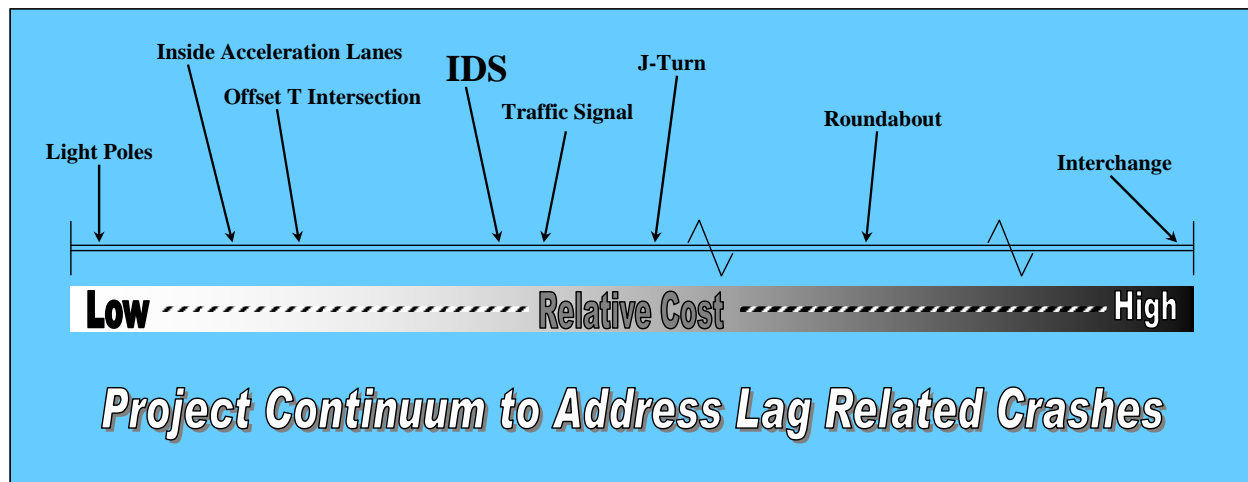 Inside Acceleration Lanes
IDS
J-Turn
Offset T Intersection
Traffic Signal
Roundabout
Light Poles
Interchange
Low Relative Cost High
Project Continuum to Address Lag Related Crashes